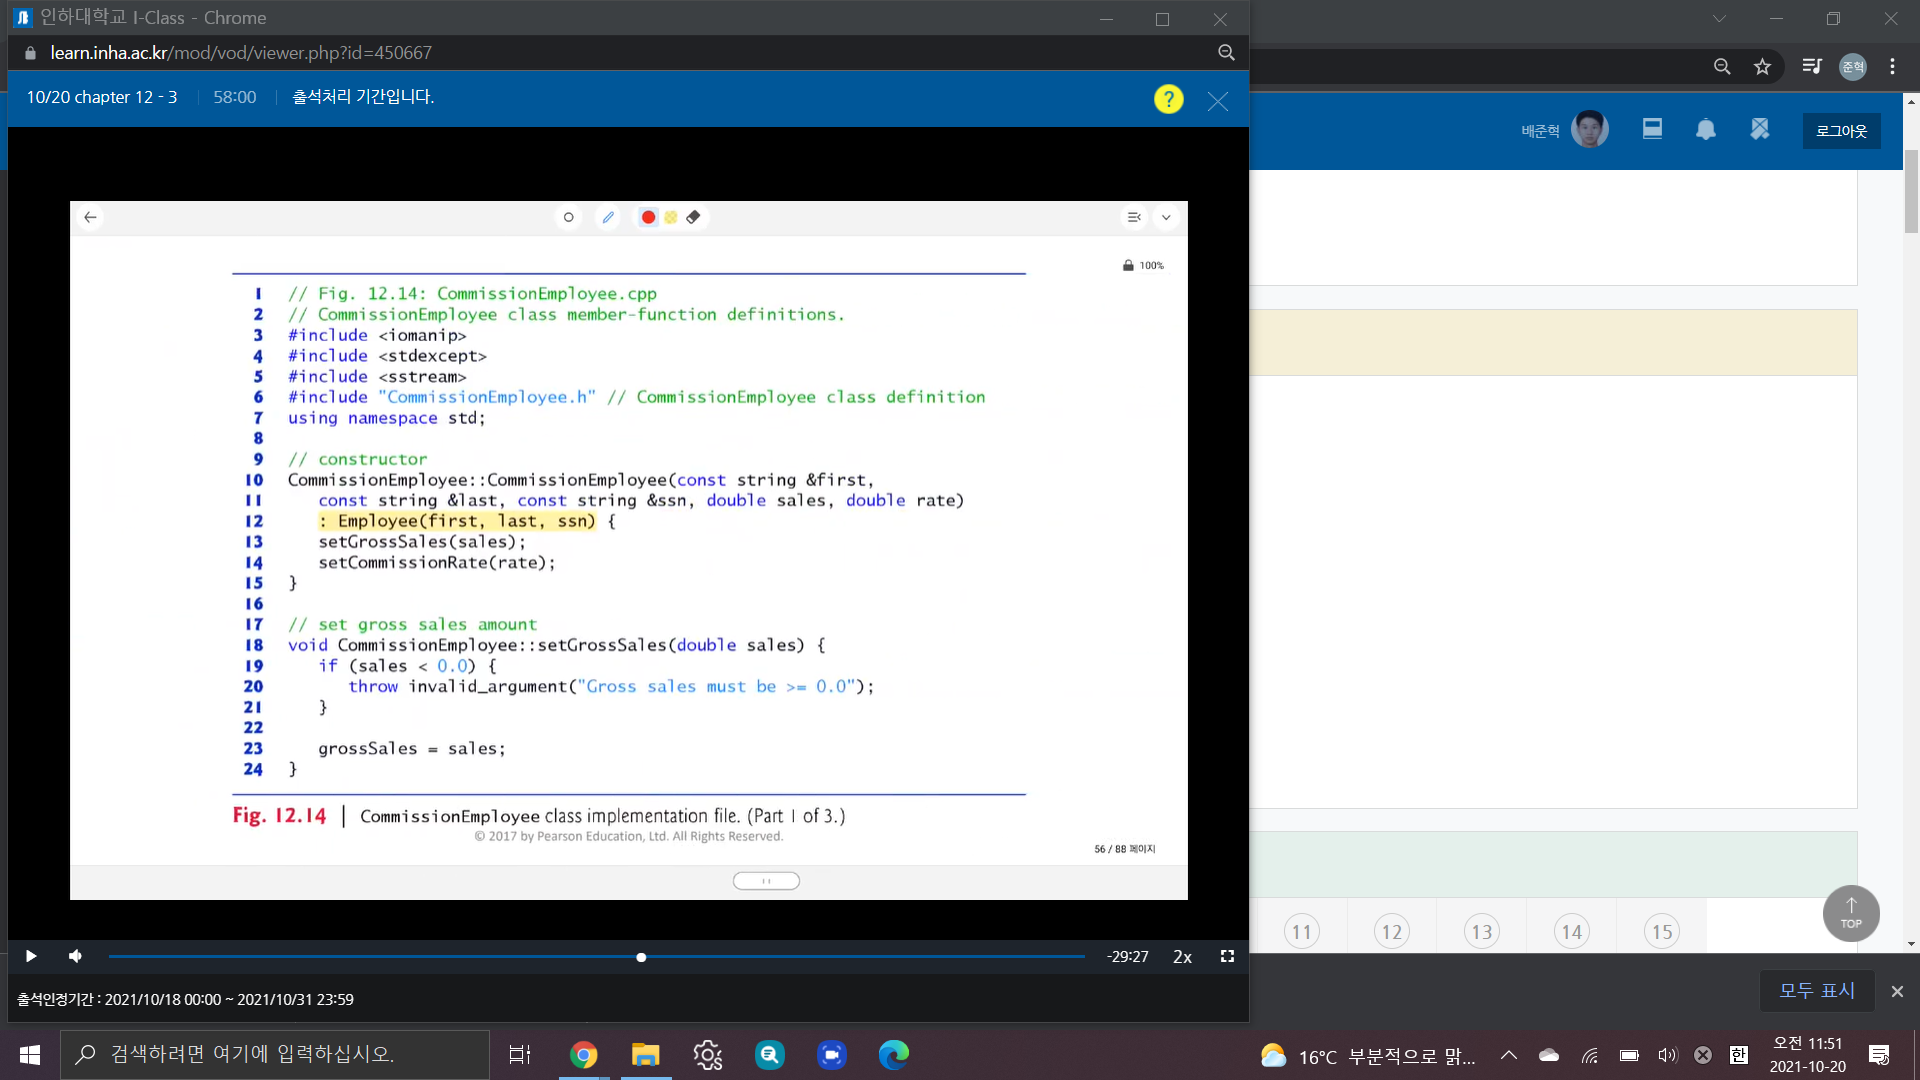 인하대학교 I-Class - Chrome
learn.inha.ac.kr/mod/vod/viewer.php?id=450667
준혁
10/20 chapter 12 - 3 58:00 출석처리 기간입니다.
?
배준혁
로그아웃
100%
1 // Fig. 12.14: CommissionEmployee.cpp
2 // CommissionEmployee class member-function definitions.
3 #include <iomanip>
4 #include <stdexcept>
5 #include <sstream>
6 #include "CommissionEmployee.h" // CommissionEmployee class definition
7 using namespace std;
8
9 // constructor
10 CommissionEmployee::CommissionEmployee(const string &first,
11 const string &last, const string &ssn, double sales, double rate)
12 : Employee(first, last, ssn) {
13 setGrossSales(sales);
14 setCommissionRate(rate);
15 }
16
17 // set gross sales amount
18 void CommissionEmployee::setGrossSales(double sales) {
19 if (sales < 0.0) {
20 throw invalid_argument("Gross sales must be >= 0.0");
21 }
22
23 grossSales = sales;
24 }
Fig. 12.14 | CommissionEmployee class implementation file. (Part 1 of 3.)
© 2017 by Pearson Education, Ltd. All Rights Reserved.
56 / 88 페이지
11 12 13 14 15
TOP
-29:27 2x
출석인정기간 : 2021/10/18 00:00 ~ 2021/10/31 23:59
모두 표시
검색하려면 여기에 입력하십시오.
16°C 부분적으로 맑...
한
오전 11:51
2021-10-20